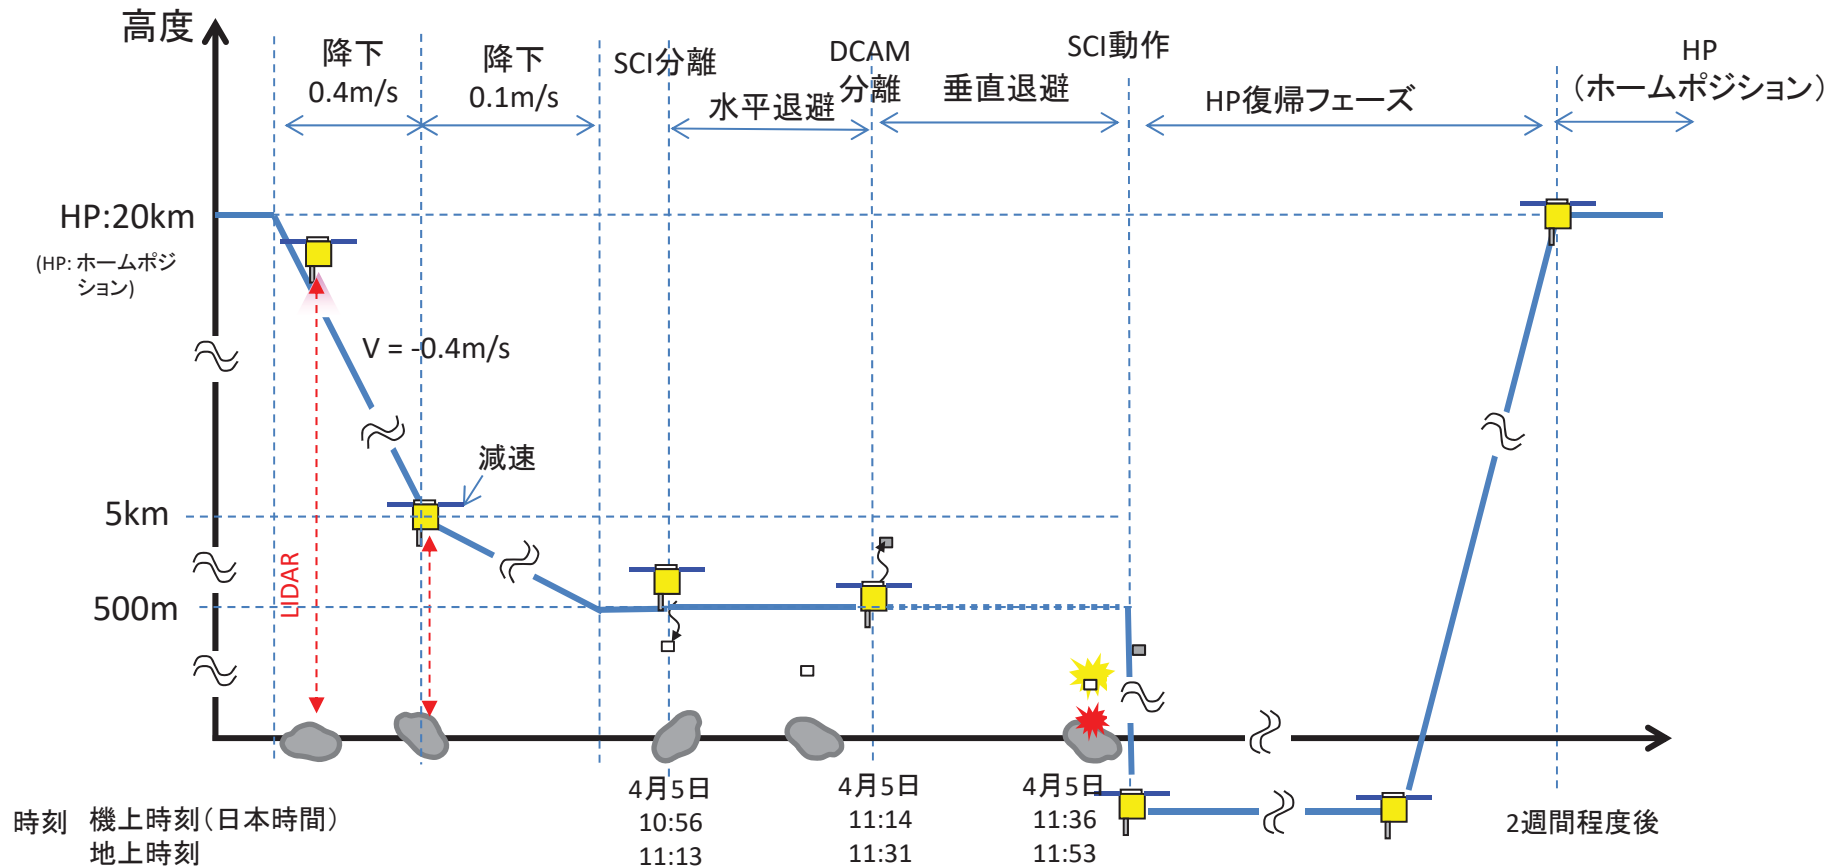 高度
降下
0.4m/s
降下
0.1m/s
SCI分離
水平退避
DCAM
分離
垂直退避
SCI動作
HP復帰フェーズ
HP
（ホームポジション）
HP:20km
(HP: ホームポジ
ション)
V = -0.4m/s
減速
5km
500m
LIDAR
4月5日
10:56
11:13
4月5日
11:14
11:31
4月5日
11:36
11:53
2週間程度後
時刻
機上時刻（日本時間）
地上時刻